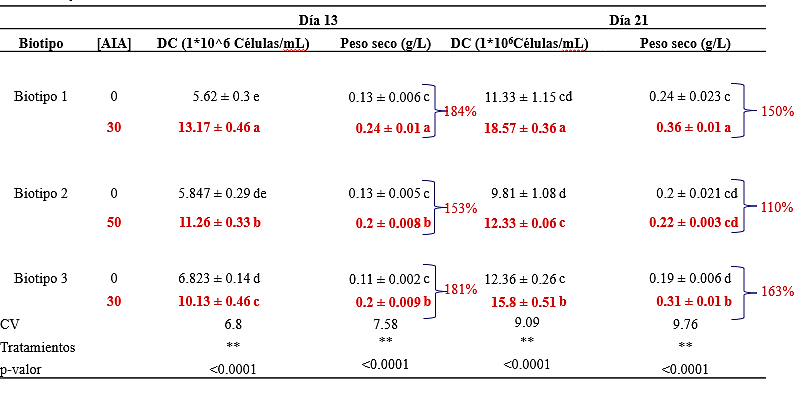 Día 13 Día 21
Biotipo [AIA] DC (1*10^6 Células/mL) Peso seco (g/L) DC (1*10⁶Células/mL) Peso seco (g/L)
Biotipo 1 0 5.62 ± 0.3 e 0.13 ± 0.006 c 11.33 ± 1.15 cd 0.24 ± 0.023 c
184% 150%
30 13.17 ± 0.46 a 0.24 ± 0.01 a 18.57 ± 0.36 a 0.36 ± 0.01 a
Biotipo 2 0 5.847 ± 0.29 de 0.13 ± 0.005 c 9.81 ± 1.08 d 0.2 ± 0.021 cd
153% 110%
50 11.26 ± 0.33 b 0.2 ± 0.008 b 12.33 ± 0.06 c 0.22 ± 0.003 cd
Biotipo 3 0 6.823 ± 0.14 d 0.11 ± 0.002 c 12.36 ± 0.26 c 0.19 ± 0.006 d
181% 163%
30 10.13 ± 0.46 c 0.2 ± 0.009 b 15.8 ± 0.51 b 0.31 ± 0.01 b
CV 6.8 7.58 9.09 9.76
Tratamientos ** ** ** **
p-valor <0.0001 <0.0001 <0.0001 <0.0001